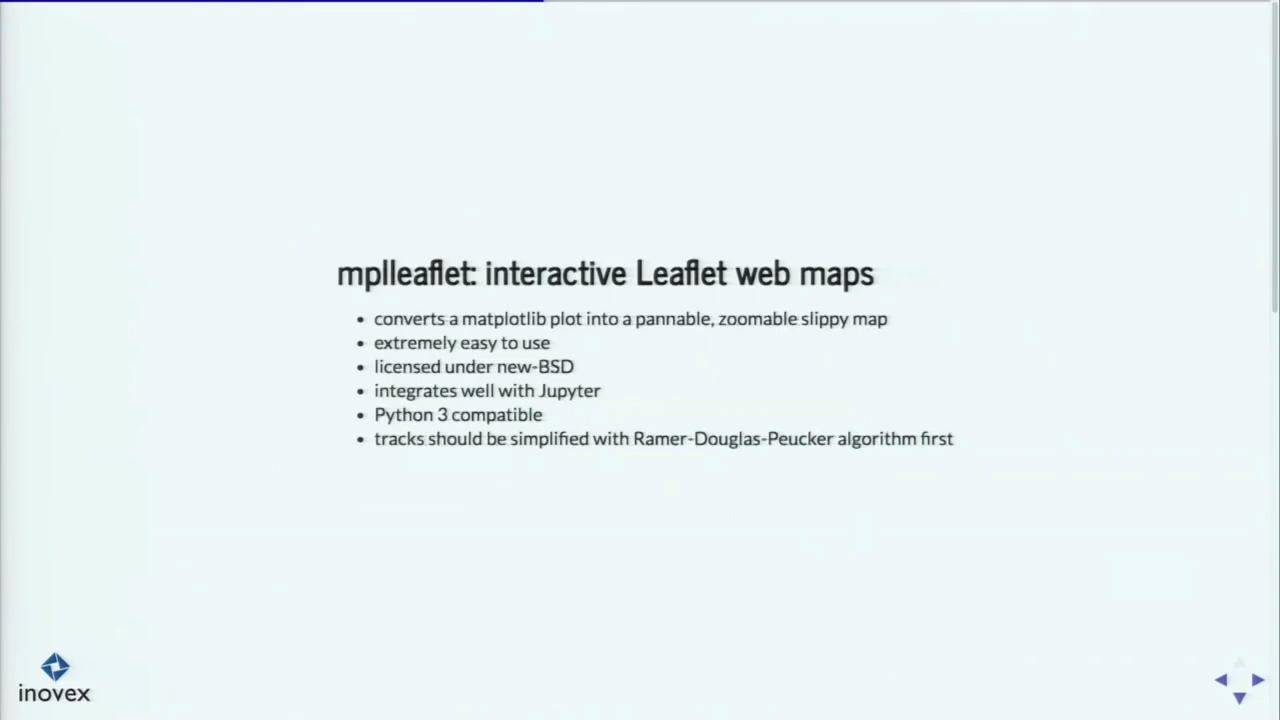 mplleaflet: interactive Leaflet web maps
converts a matplotlib plot into a pannable, zoomable slippy map
extremely easy to use
licensed under new-BSD
integrates well with Jupyter
Python 3 compatible
tracks should be simplified with Ramer-Douglas-Peucker algorithm first
inovex